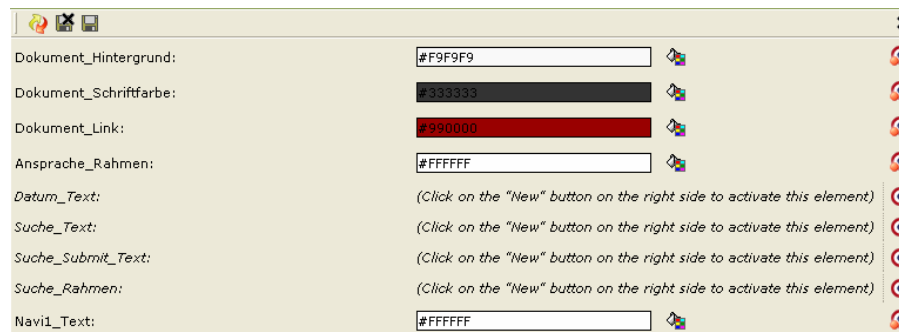 Dokument_Hintergrund: #F9F9F9
Dokument_Schriftfarbe: #333333
Dokument_Link: #990000
Ansprache_Rahmen: #FFFFFF
Datum_Text: (Click on the "New" button on the right side to activate this element)
Suche_Text: (Click on the "New" button on the right side to activate this element)
Suche_Submit_Text: (Click on the "New" button on the right side to activate this element)
Suche_Rahmen: (Click on the "New" button on the right side to activate this element)
Navi1_Text: #FFFFFF